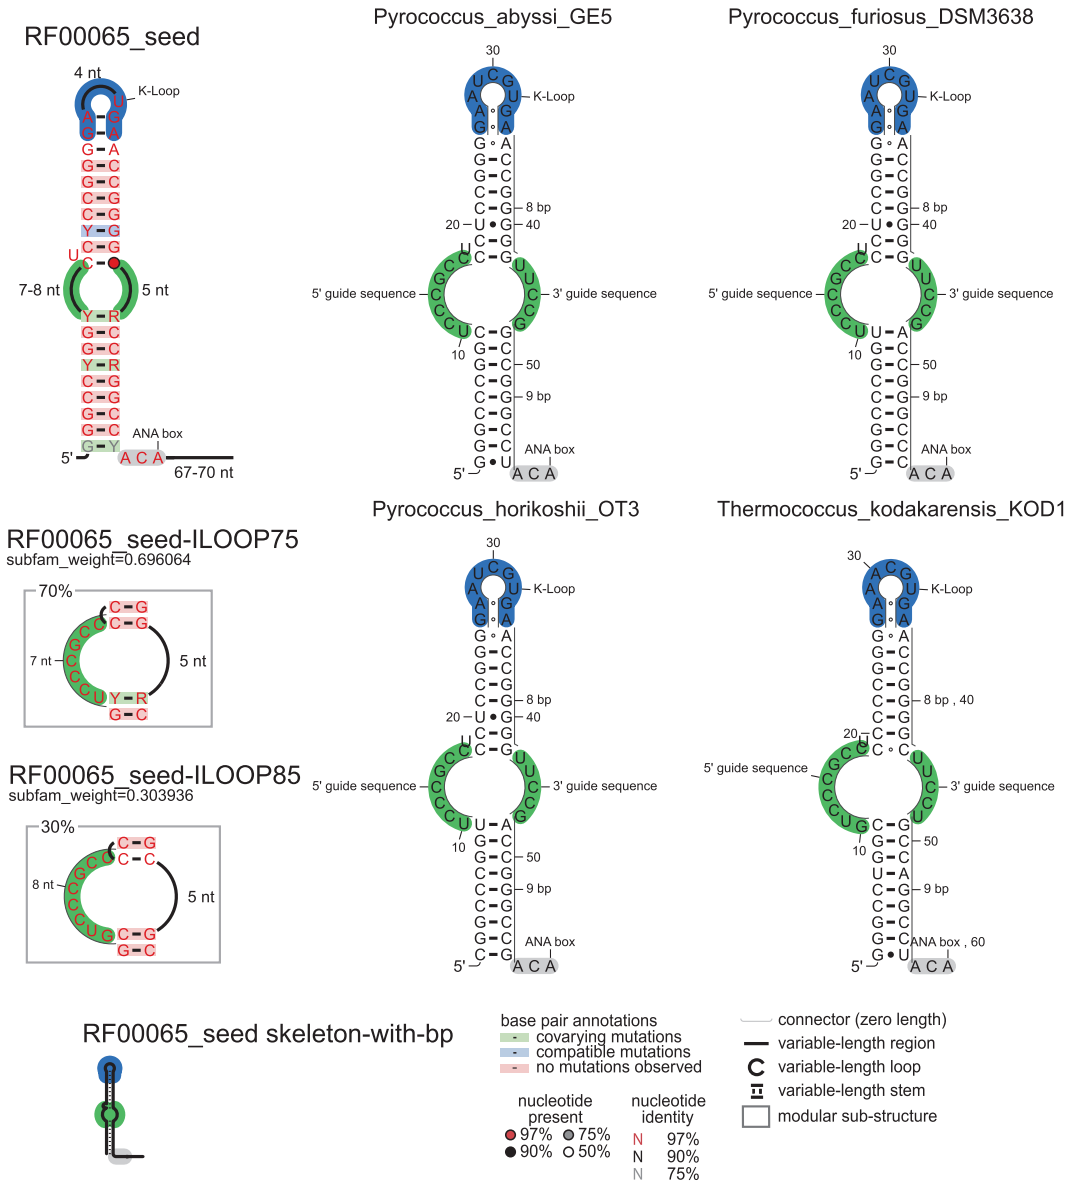 RF00065_seed
4 nt
K-Loop
U
A G
G A
G A
G C
G C
C G
C G
Y G
C G
U
C
7-8 nt
5 nt
Y R
G C
G C
Y R
C G
C G
G C
G C
G Y
5'
ANA box
A C A
67-70 nt
Pyrococcus_abyssi_GE5
30
K-Loop
8 bp
20
40
5' guide sequence
3' guide sequence
10
50
9 bp
ANA box
5'
A C A
Pyrococcus_furiosus_DSM3638
30
K-Loop
8 bp
20
40
5' guide sequence
3' guide sequence
10
50
9 bp
ANA box
5'
A C A
RF00065_seed-ILOOP75
subfam_weight=0.696064
70%
C G
C G
7 nt
5 nt
Y R
G C
RF00065_seed-ILOOP85
subfam_weight=0.303936
30%
C G
C C
8 nt
5 nt
C G
G C
Pyrococcus_horikoshii_OT3
30
K-Loop
8 bp
20
40
5' guide sequence
3' guide sequence
10
50
9 bp
ANA box
5'
A C A
Thermococcus_kodakarensis_KOD1
30
K-Loop
8 bp , 40
20
5' guide sequence
3' guide sequence
10
50
9 bp
ANA box , 60
5'
A C A
RF00065_seed skeleton-with-bp
base pair annotations
covarying mutations
compatible mutations
no mutations observed
nucleotide
present
97% 75%
90% 50%
nucleotide
identity
N 97%
N 90%
N 75%
connector (zero length)
variable-length region
variable-length loop
variable-length stem
modular sub-structure